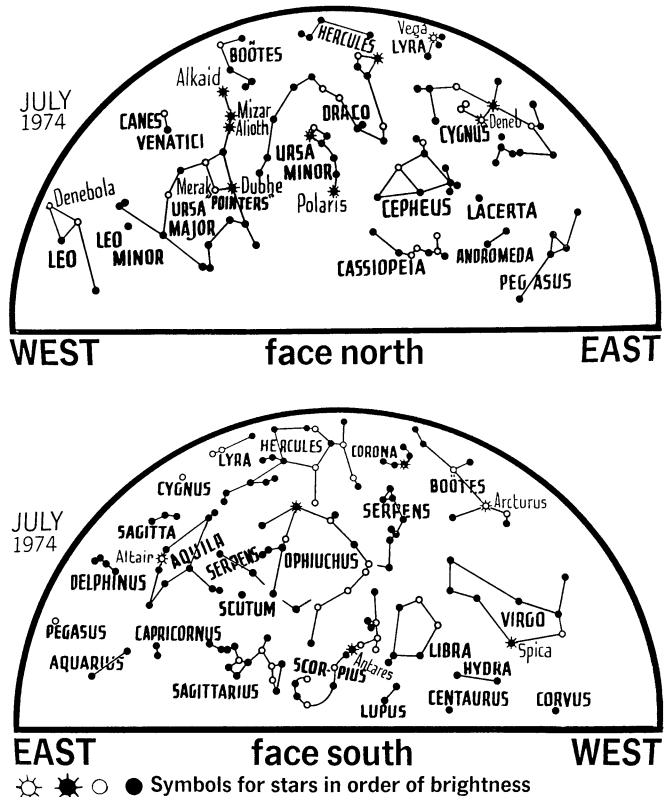 Vega
HERCULES
LYRA
BOÖTES
Alkaid
JULY
1974
Mizar
DRACO
CANES
Alioth
Deneb
CYGNUS
VENATICI
URSA
MINOR
Denebola
Merak
Dubhe
"POINTERS"
Polaris
URSA
MAJOR
CEPHEUS
LACERTA
LEO
LEO
MINOR
CASSIOPEIA
ANDROMEDA
PEGASUS
WEST face north EAST
HERCULES
CORONA
LYRA
BOÖTES
CYGNUS
Arcturus
SERPENS
JULY
1974
SAGITTA
Altair
AQUILA
SERPENS
OPHIUCHUS
DELPHINUS
SCUTUM
VIRGO
PEGASUS
CAPRICORNUS
Spica
LIBRA
AQUARIUS
Antares
SCOR-PIUS
HYDRA
SAGITTARIUS
CENTAURUS
CORVUS
LUPUS
EAST face south WEST
Symbols for stars in order of brightness